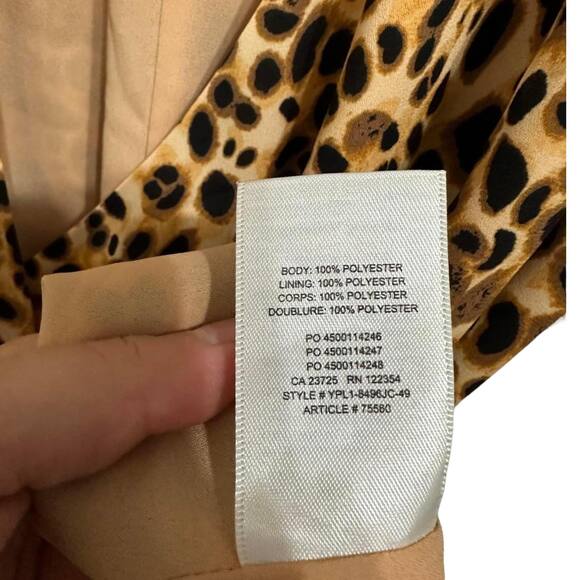 BODY: 100% POLYESTER
LINING: 100% POLYESTER
CORPS: 100% POLYESTER
DOUBLURE: 100% POLYESTER
PO 4500114246
PO 4500114247
PO 4500114248
CA 23725 RN 122354
STYLE # YPL1-8496JC-49
ARTICLE # 75560